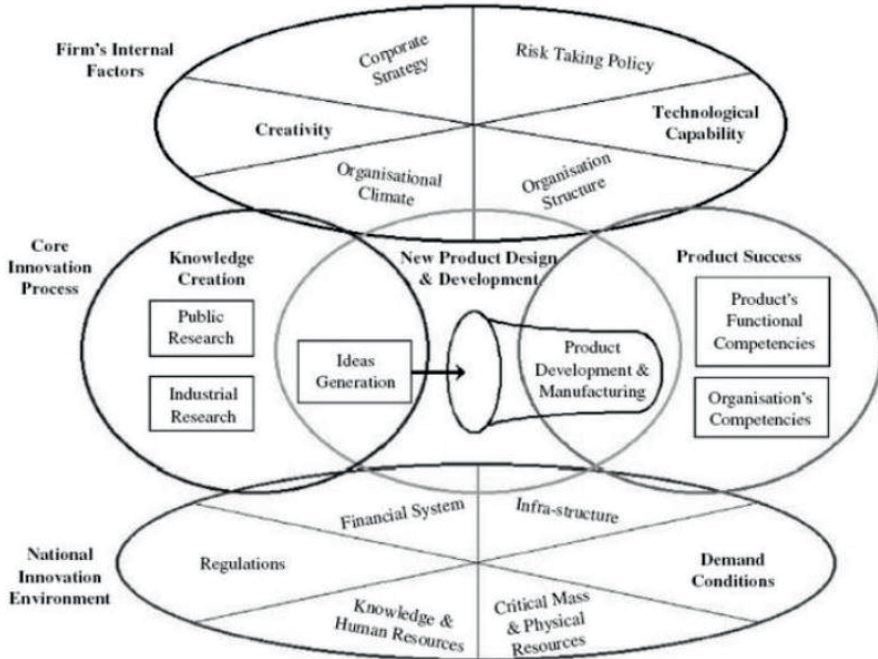 Firm's Internal
Factors
Corporate
Strategy
Risk Taking Policy
Creativity
Technological
Capability
Organisational
Climate
Organisation
Structure
Core
Innovation
Process
Knowledge
Creation
New Product Design
& Development
Product Success
Public
Research
Industrial
Research
Ideas
Generation
Product
Development &
Manufacturing
Product's
Functional
Competencies
Organisation's
Competencies
National
Innovation
Environment
Financial System
Infra-structure
Regulations
Demand
Conditions
Knowledge &
Human Resources
Critical Mass
& Physical
Resources